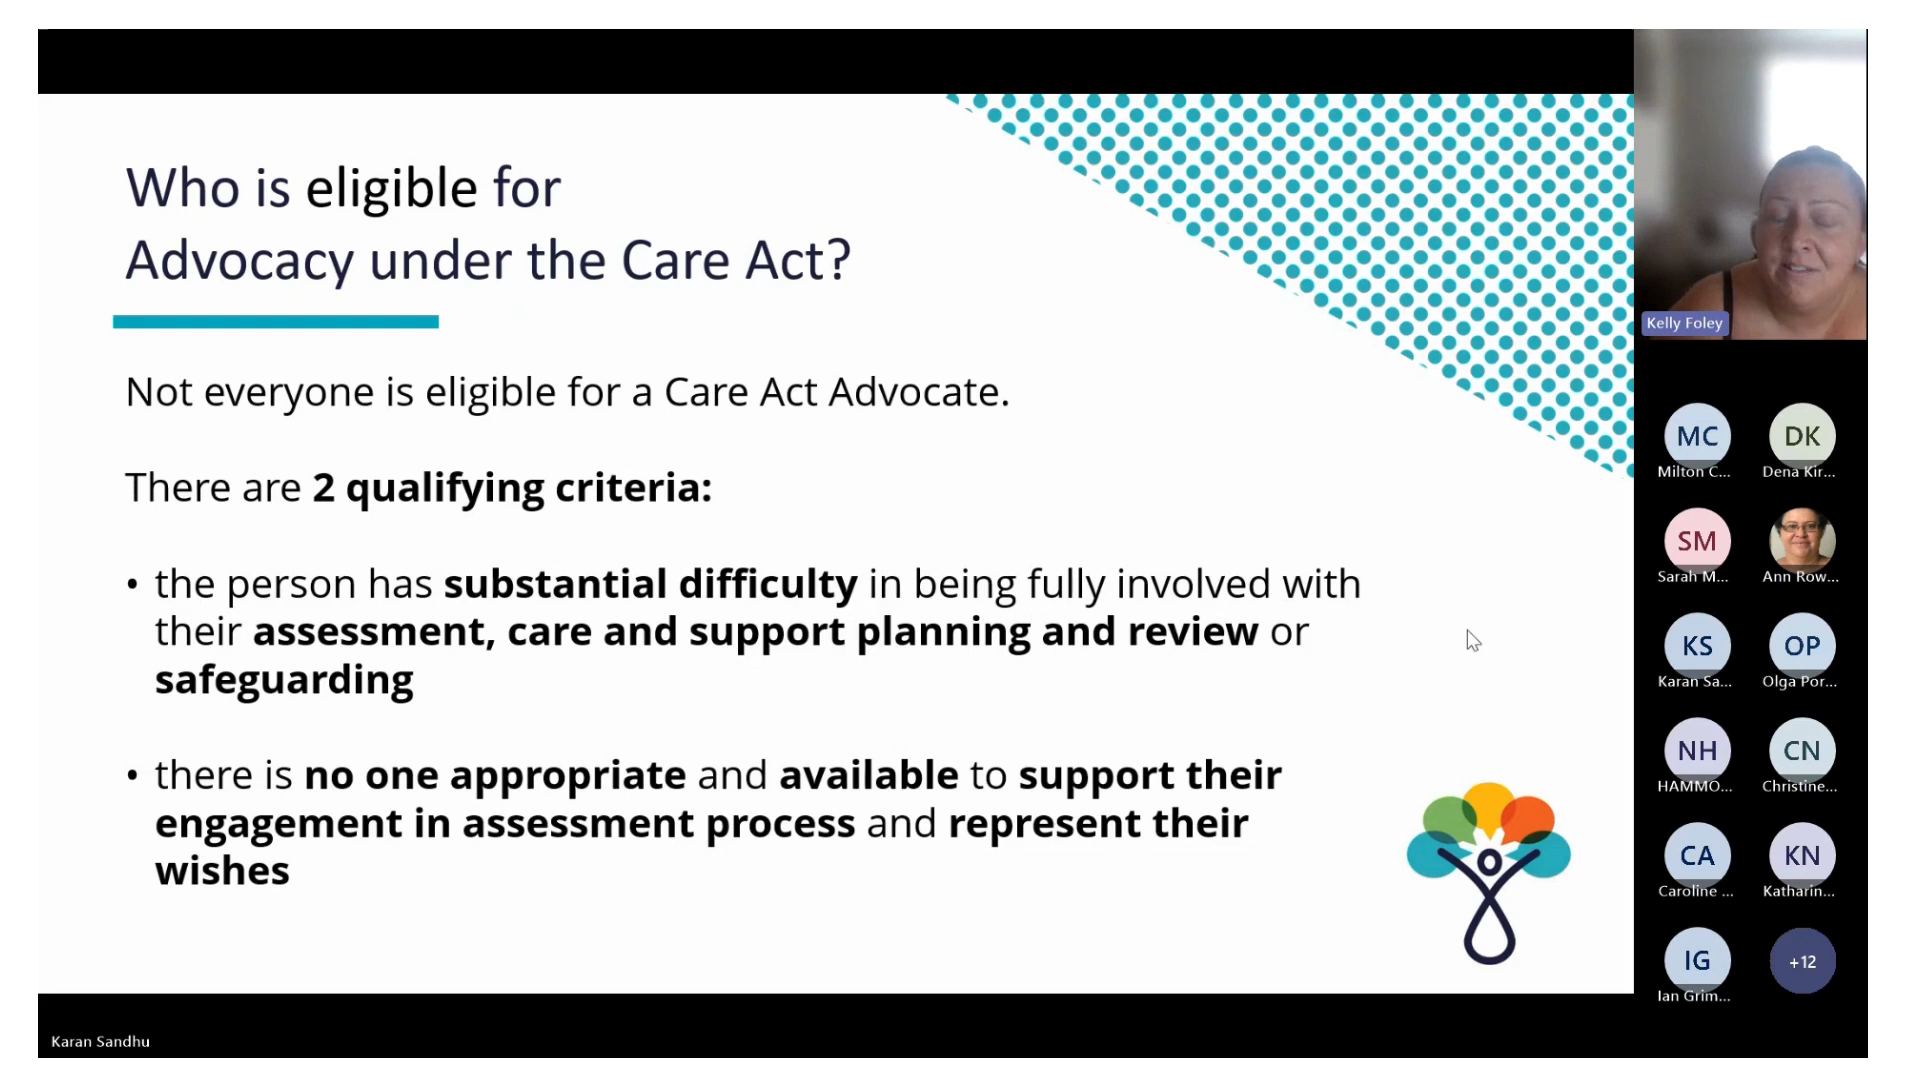 Who is eligible for
Advocacy under the Care Act?
Not everyone is eligible for a Care Act Advocate.
There are 2 qualifying criteria:
• the person has substantial difficulty in being fully involved with
their assessment, care and support planning and review or
safeguarding
• there is no one appropriate and available to support their
engagement in assessment process and represent their
wishes
Kelly Foley
MC
Milton C...
DK
Dena Kir...
SM
Sarah M...
Ann Row...
KS
Karan Sa...
OP
Olga Por...
NH
HAMMO...
CN
Christine...
CA
Caroline ...
KN
Katharin...
IG
Ian Grim...
+12
Karan Sandhu